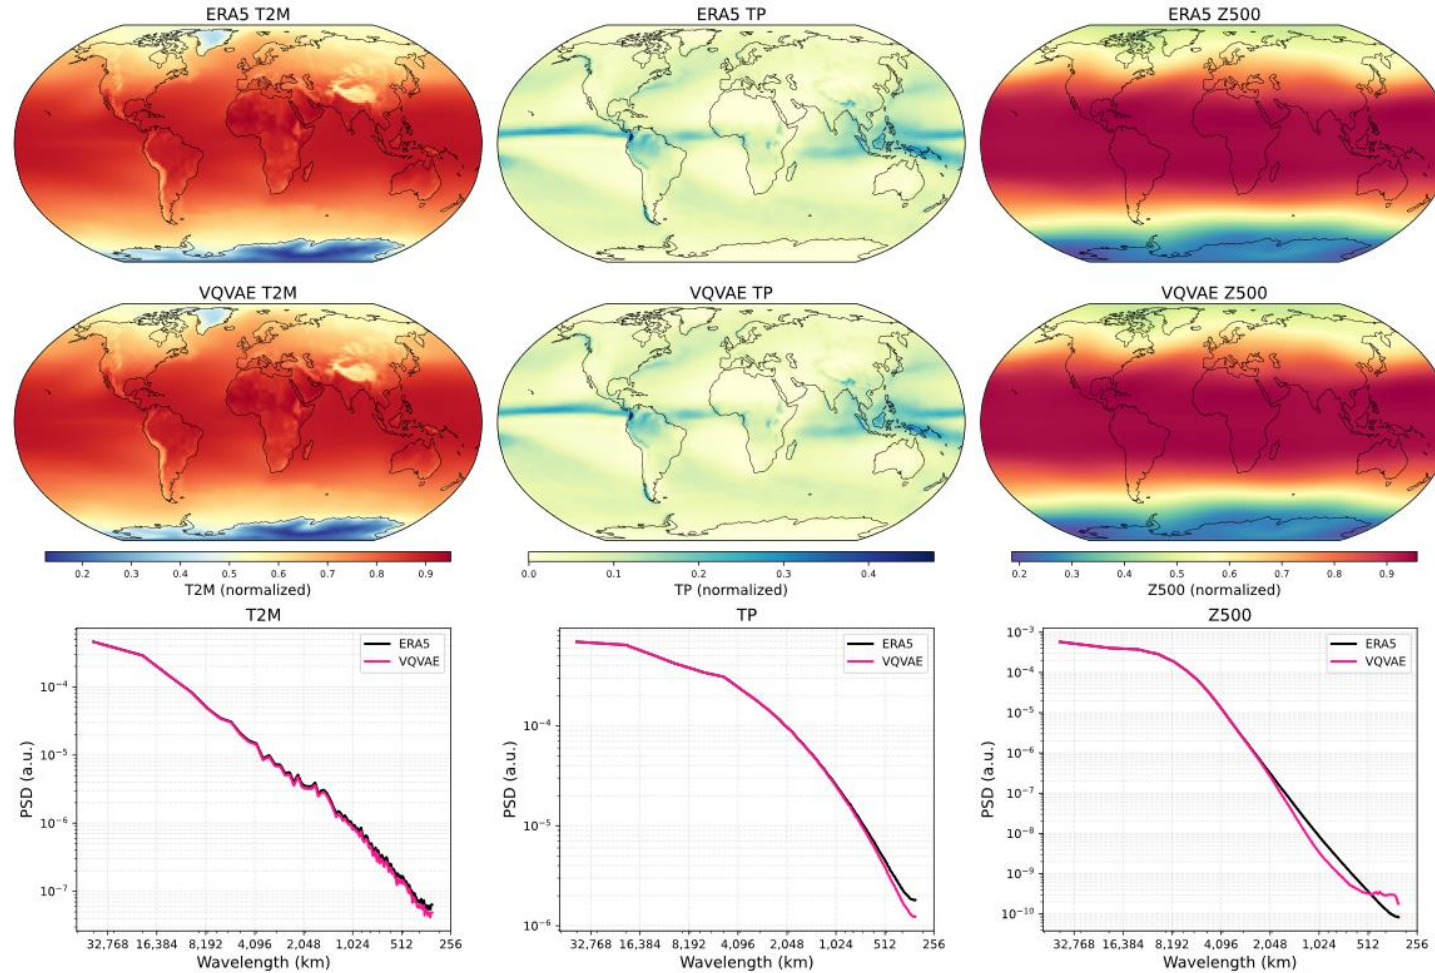 ERA5 T2M
ERA5 TP
ERA5 Z500
VQVAE T2M
VQVAE TP
VQVAE Z500
0.2 0.3 0.4 0.5 0.6 0.7 0.8 0.9
T2M (normalized)
0.0 0.1 0.2 0.3 0.4
TP (normalized)
0.2 0.3 0.4 0.5 0.6 0.7 0.8 0.9
Z500 (normalized)
T2M
ERA5
VQVAE
PSD (a.u.)
10⁻⁴
10⁻⁵
10⁻⁶
10⁻⁷
32,768 16,384 8,192 4,096 2,048 1,024 512 256
Wavelength (km)
TP
ERA5
VQVAE
PSD (a.u.)
10⁻⁴
10⁻⁵
10⁻⁶
32,768 16,384 8,192 4,096 2,048 1,024 512 256
Wavelength (km)
Z500
ERA5
VQVAE
PSD (a.u.)
10⁻³
10⁻⁴
10⁻⁵
10⁻⁶
10⁻⁷
10⁻⁸
10⁻⁹
10⁻¹⁰
32,768 16,384 8,192 4,096 2,048 1,024 512 256
Wavelength (km)